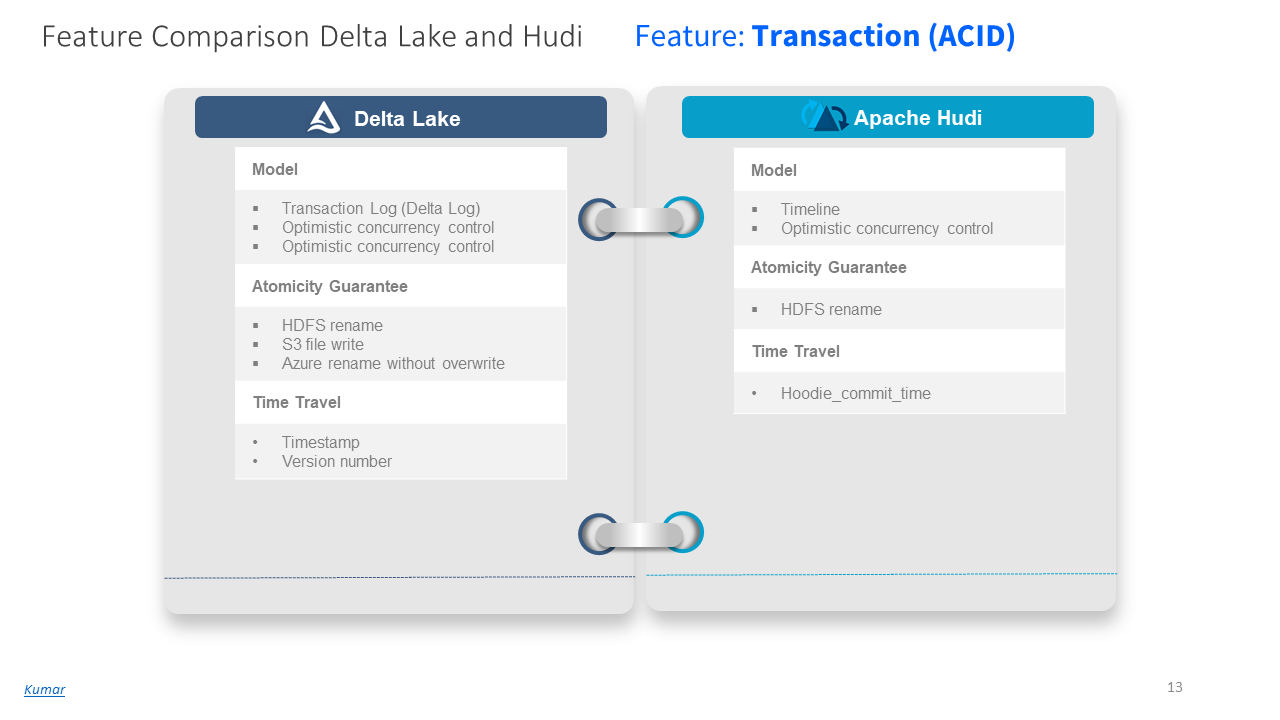 Feature Comparison Delta Lake and Hudi
Feature: Transaction (ACID)
Delta Lake
Model
▪ Transaction Log (Delta Log)
▪ Optimistic concurrency control
▪ Optimistic concurrency control
Atomicity Guarantee
▪ HDFS rename
▪ S3 file write
▪ Azure rename without overwrite
Time Travel
• Timestamp
• Version number
Apache Hudi
Model
▪ Timeline
▪ Optimistic concurrency control
Atomicity Guarantee
▪ HDFS rename
Time Travel
• Hoodie_commit_time
Kumar
13